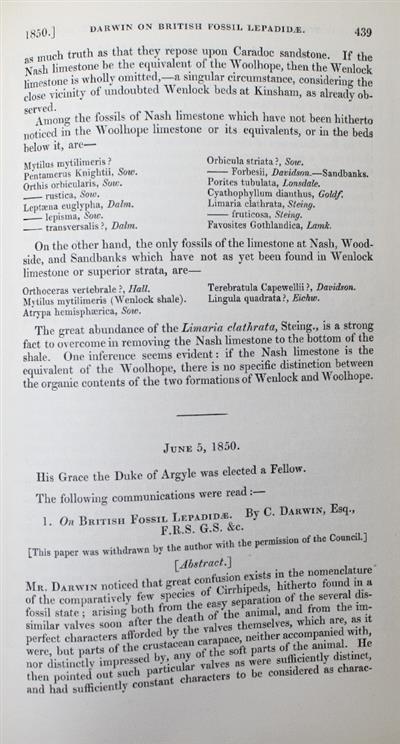 1850.] DARWIN ON BRITISH FOSSIL LEPADIDÆ. 439
as much truth as that they repose upon Caradoc sandstone. If the
Nash limestone be the equivalent of the Woolhope, then the Wenlock
limestone is wholly omitted,—a singular circumstance, considering the
close vicinity of undoubted Wenlock beds at Kinsham, as already ob-
served.
Among the fossils of Nash limestone which have not been hitherto
noticed in the Woolhope limestone or its equivalents, or in the beds
below it, are—
Mytilus mytilimeris?
Pentamerus Knightii, Sow.
Orthis orbicularis, Sow.
—— rustica, Sow.
Leptæna euglypha, Dalm.
—— lepisma, Sow.
—— transversalis?, Dalm.
Orbicula striata?, Sow.
—— Forbesii, Davidson.—Sandbanks.
Porites tubulata, Lonsdale.
Cyathophyllum dianthus, Goldf.
Limaria clathrata, Steing.
—— fruticosa, Steing.
Favosites Gothlandica, Lamk.
On the other hand, the only fossils of the limestone at Nash, Wood-
side, and Sandbanks which have not as yet been found in Wenlock
limestone or superior strata, are—
Orthoceras vertebrale?, Hall.
Mytilus mytilimeris (Wenlock shale).
Atrypa hemisphærica, Sow.
Terebratula Capewellii?, Davidson.
Lingula quadrata?, Eichw.
The great abundance of the Limaria clathrata, Steing., is a strong
fact to overcome in removing the Nash limestone to the bottom of the
shale. One inference seems evident: if the Nash limestone is the
equivalent of the Woolhope, there is no specific distinction between
the organic contents of the two formations of Wenlock and Woolhope.
JUNE 5, 1850.
His Grace the Duke of Argyle was elected a Fellow.
The following communications were read:—
1. On BRITISH FOSSIL LEPADIDÆ. By C. DARWIN, Esq.,
F.R.S. G.S. &c.
[This paper was withdrawn by the author with the permission of the Council.]
[Abstract.]
MR. DARWIN noticed that great confusion exists in the nomenclature
of the comparatively few species of Cirrhipeds, hitherto found in a
fossil state; arising both from the easy separation of the several dis-
similar valves soon after the death of the animal, and from the im-
perfect characters afforded by the valves themselves, which are, as it
were, but parts of the crustacean carapace, neither accompanied with,
nor distinctly impressed by, any of the soft parts of the animal. He
then pointed out such particular valves as were sufficiently distinct,
and had sufficiently constant characters to be considered as charac-